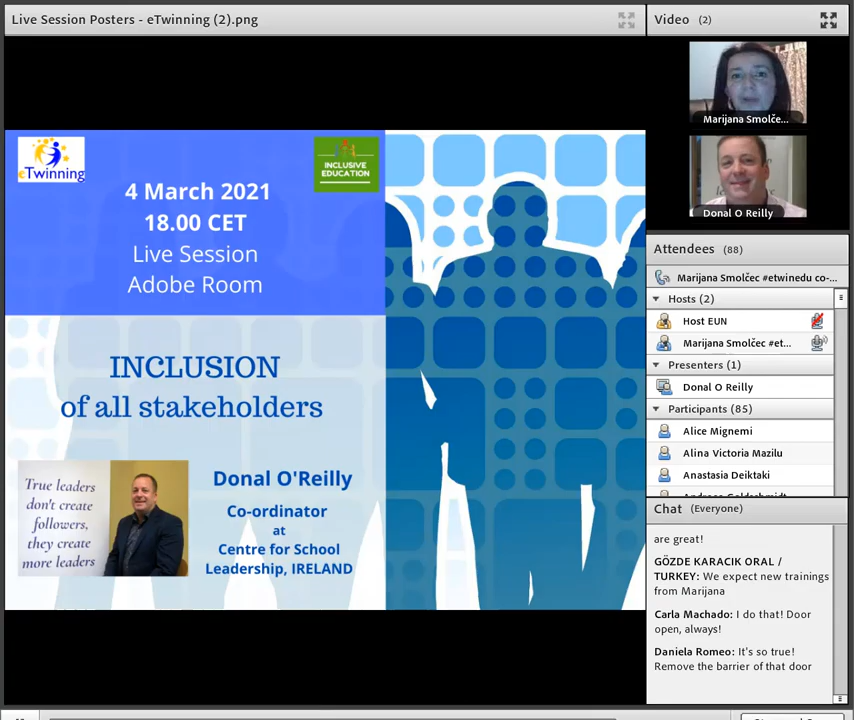 Live Session Posters - eTwinning (2).png
eTwinning
INCLUSIVE
EDUCATION
4 March 2021
18.00 CET
Live Session
Adobe Room
INCLUSION
of all stakeholders
True leaders
don't create
followers,
they create
more leaders
Donal O'Reilly
Co-ordinator
at
Centre for School
Leadership, IRELAND
Video (2)
Marijana Smolče...
Donal O Reilly
Attendees (88)
Marijana Smolčec #etwinedu co-...
Hosts (2)
Host EUN
Marijana Smolčec #et...
Presenters (1)
Donal O Reilly
Participants (85)
Alice Mignemi
Alina Victoria Mazilu
Anastasia Deiktaki
Chat (Everyone)
are great!
GÖZDE KARACIK ORAL /
TURKEY: We expect new trainings
from Marijana
Carla Machado: I do that! Door
open, always!
Daniela Romeo: It's so true!
Remove the barrier of that door